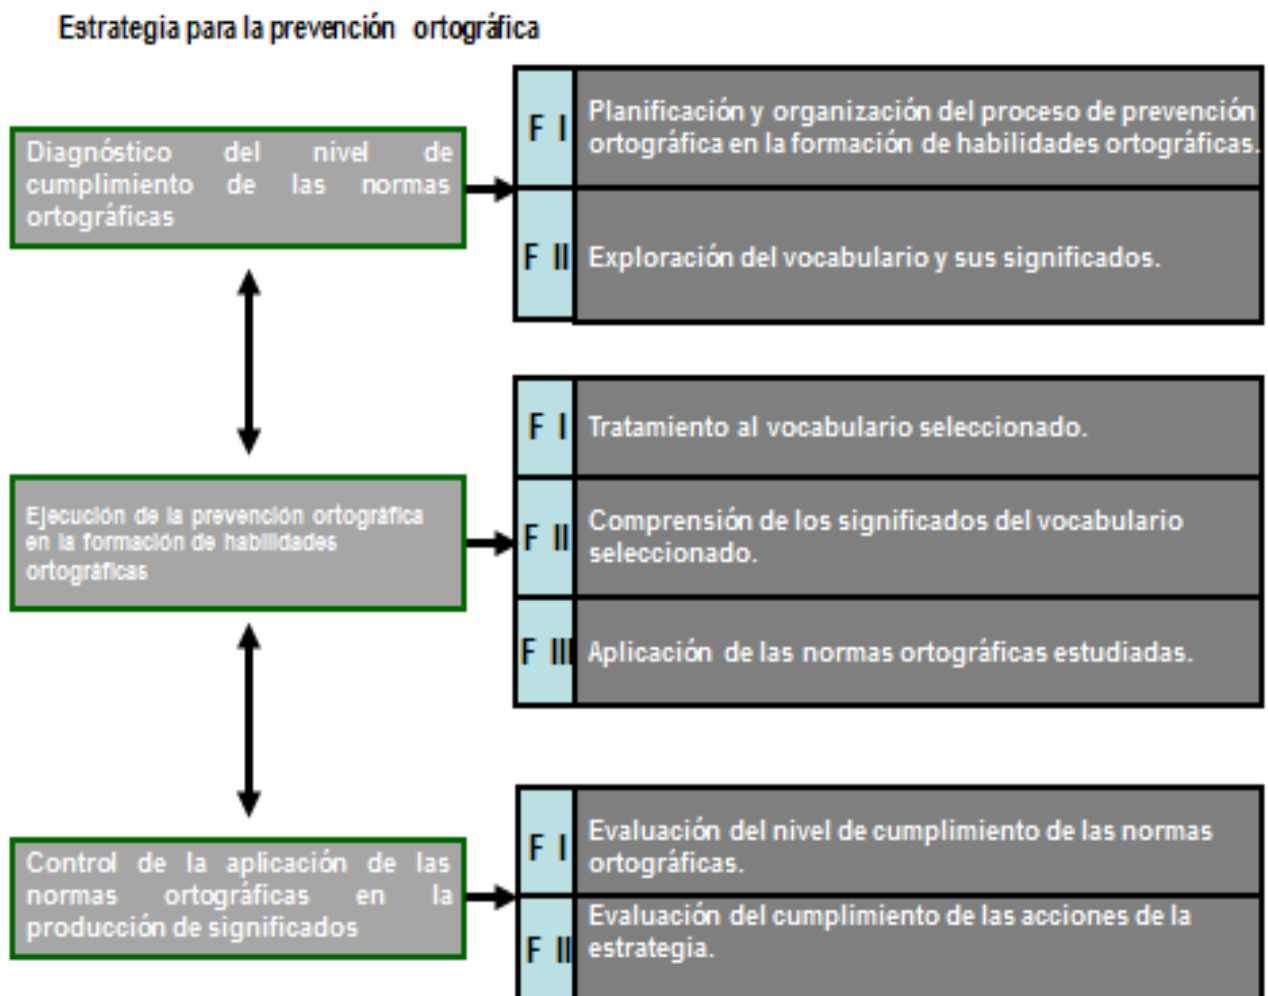 Estrategia para la prevención ortográfica
Diagnóstico del nivel de
cumplimiento de las normas
ortográficas
F I
Planificación y organización del proceso de prevención
ortográfica en la formación de habilidades ortográficas.
F II
Exploración del vocabulario y sus significados.
Ejecución de la prevención ortográfica
en la formación de habilidades
ortográficas
F I
Tratamiento al vocabulario seleccionado.
F II
Comprensión de los significados del vocabulario
seleccionado.
F III
Aplicación de las normas ortográficas estudiadas.
Control de la aplicación de las
normas ortográficas en la
producción de significados
F I
Evaluación del nivel de cumplimiento de las normas
ortográficas.
F II
Evaluación del cumplimiento de las acciones de la
estrategia.